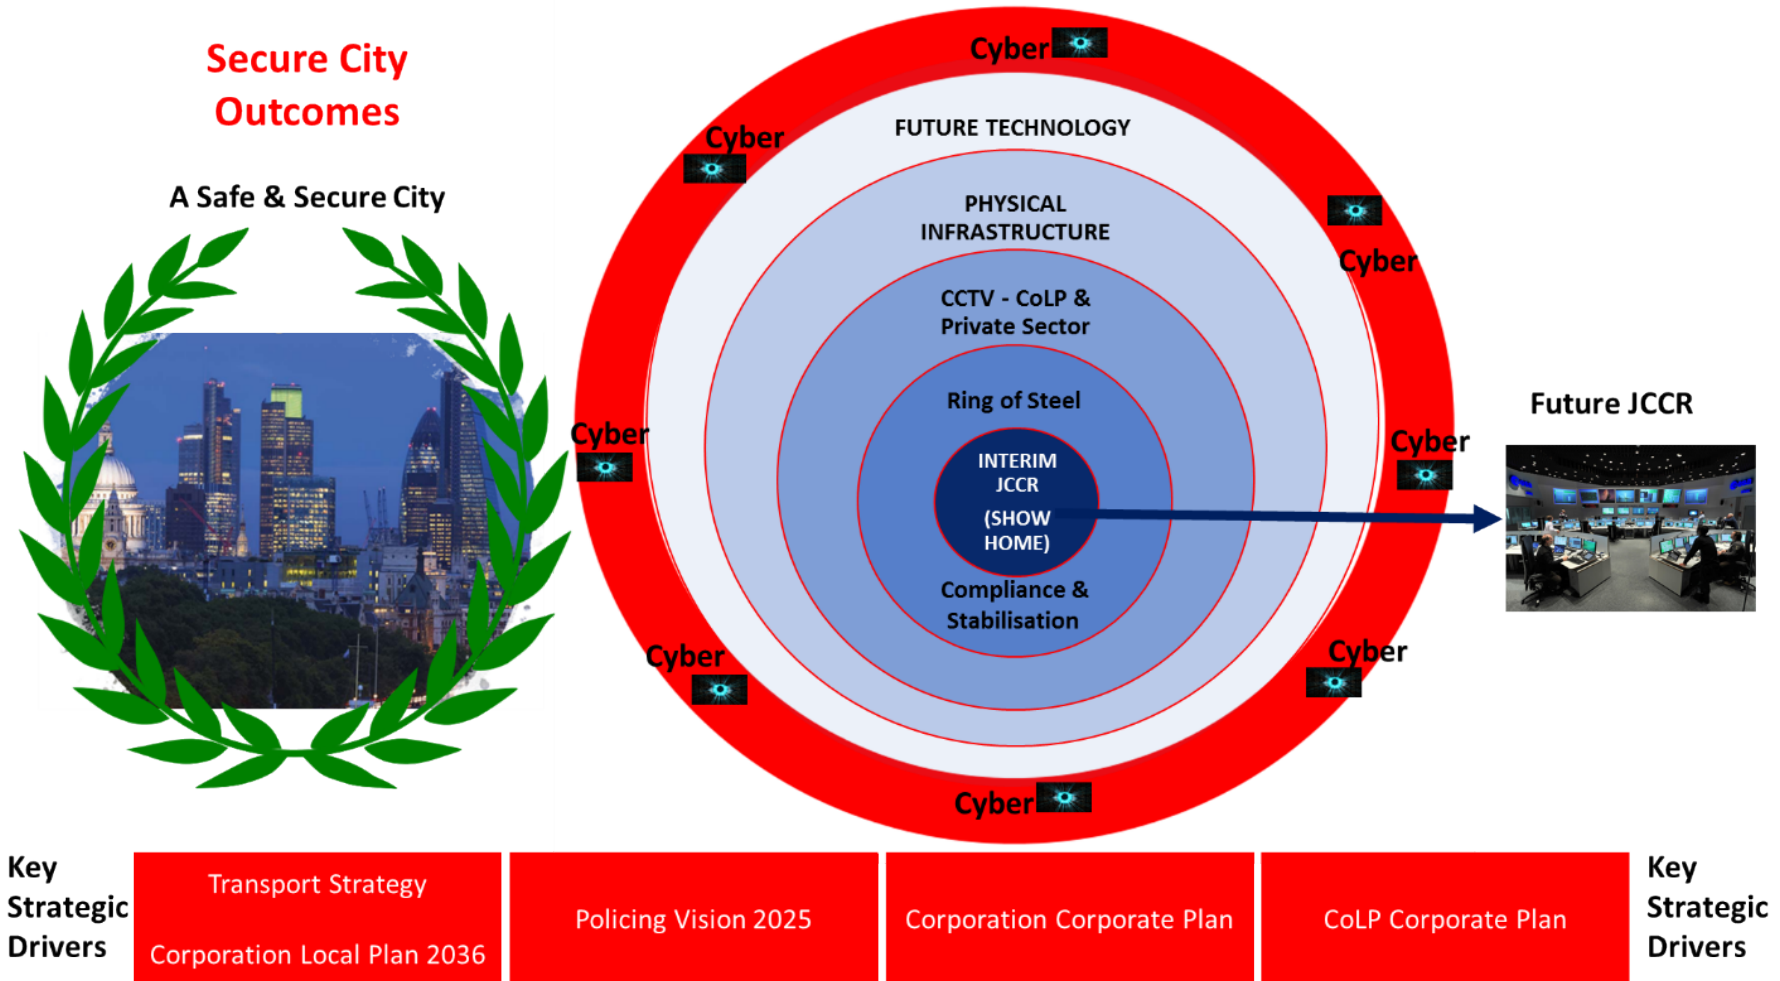 Secure City
Outcomes
A Safe & Secure City
Cyber
Cyber
Cyber
Cyber
Cyber
Cyber
Cyber
Cyber
FUTURE TECHNOLOGY
PHYSICAL
INFRASTRUCTURE
CCTV - CoLP &
Private Sector
Ring of Steel
INTERIM
JCCR
(SHOW
HOME)
Compliance &
Stabilisation
Future JCCR
Key
Strategic
Drivers
Transport Strategy
Corporation Local Plan 2036
Policing Vision 2025
Corporation Corporate Plan
CoLP Corporate Plan
Key
Strategic
Drivers